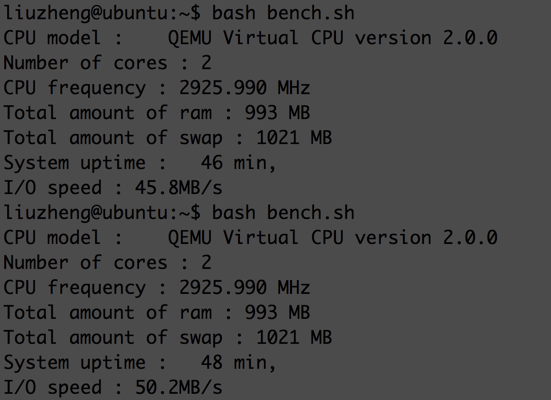 liuzheng@ubuntu:~$ bash bench.sh
CPU model :    QEMU Virtual CPU version 2.0.0
Number of cores : 2
CPU frequency : 2925.990 MHz
Total amount of ram : 993 MB
Total amount of swap : 1021 MB
System uptime :   46 min,
I/O speed : 45.8MB/s
liuzheng@ubuntu:~$ bash bench.sh
CPU model :    QEMU Virtual CPU version 2.0.0
Number of cores : 2
CPU frequency : 2925.990 MHz
Total amount of ram : 993 MB
Total amount of swap : 1021 MB
System uptime :   48 min,
I/O speed : 50.2MB/s